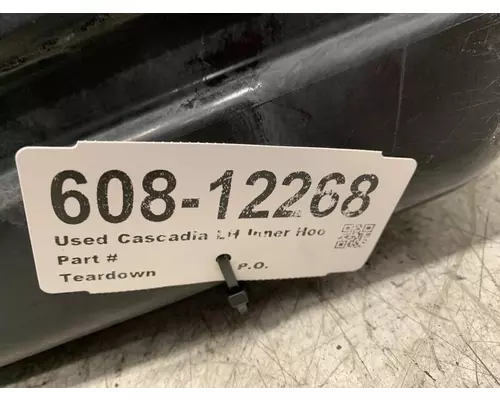 608-12268
Used Cascadia LH Inner Hoo
Part #
Teardown P.O.